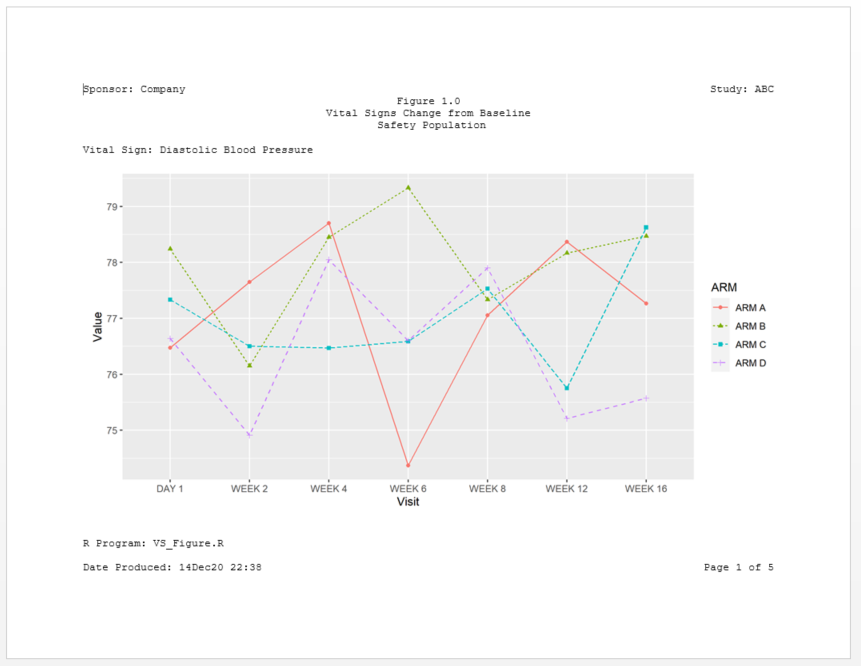 Sponsor: Company Study: ABC
Figure 1.0
Vital Signs Change from Baseline
Safety Population
Vital Sign: Diastolic Blood Pressure
79
78
77
76
75
Value
DAY 1 WEEK 2 WEEK 4 WEEK 6 WEEK 8 WEEK 12 WEEK 16
Visit
ARM
ARM A
ARM B
ARM C
ARM D
R Program: VS_Figure.R
Date Produced: 14Dec20 22:38 Page 1 of 5